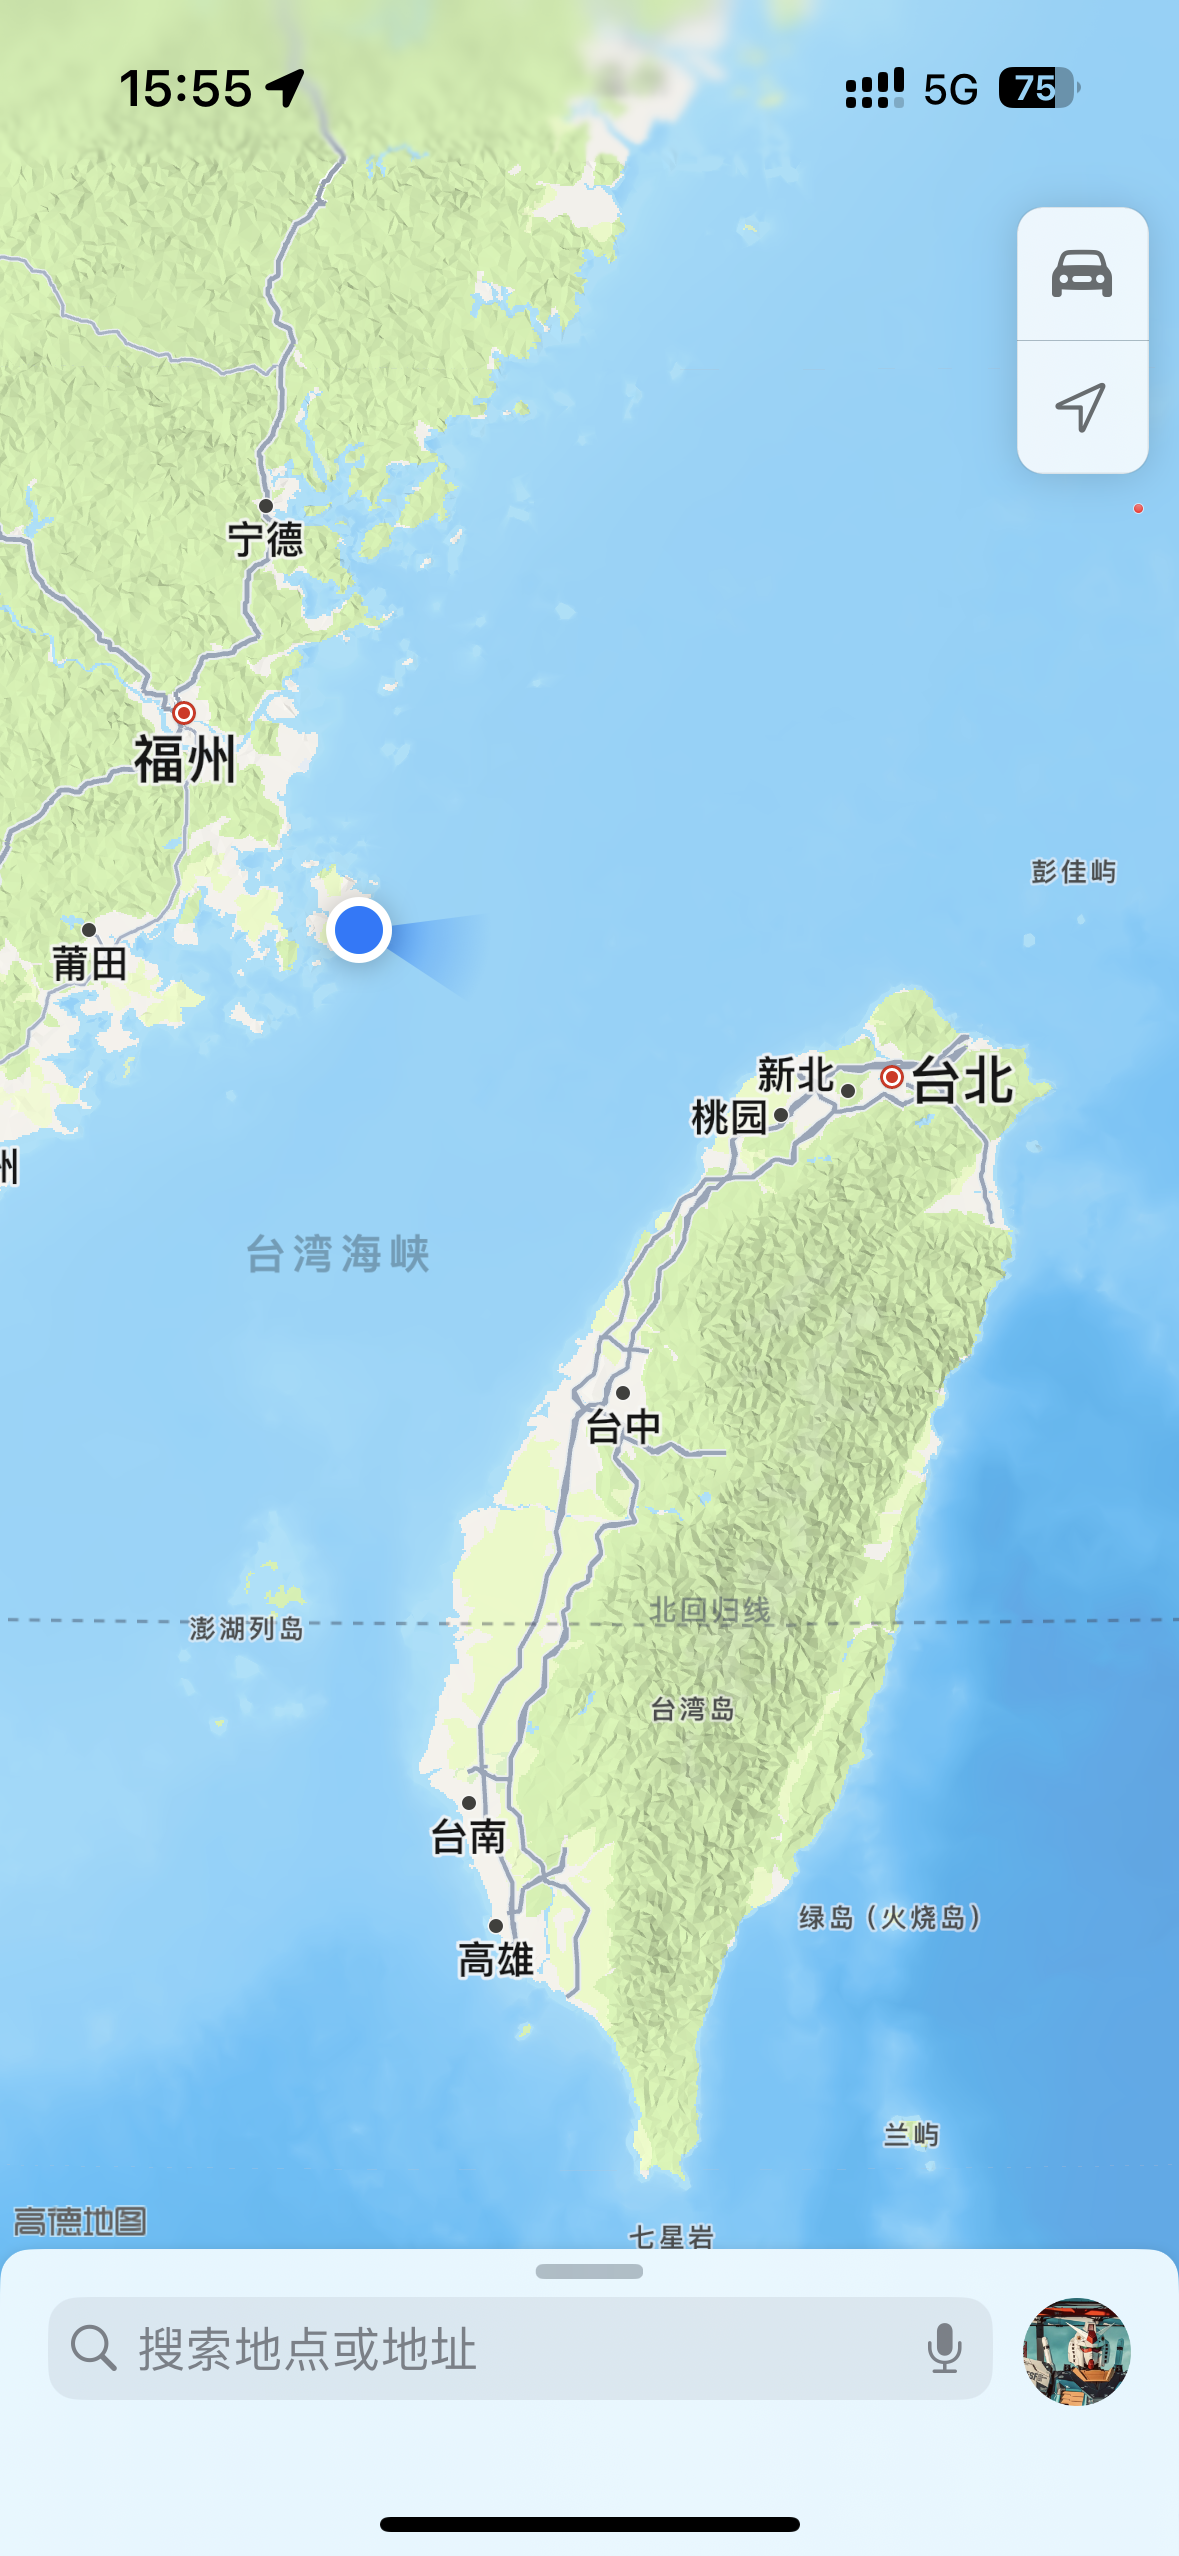 15:55
5G
75
宁德
福州
彭佳屿
莆田
新北
台北
桃园
州
台湾海峡
台中
北回归线
澎湖列岛
台湾岛
台南
绿岛（火烧岛）
高雄
兰屿
高德地图
七星岩
搜索地点或地址